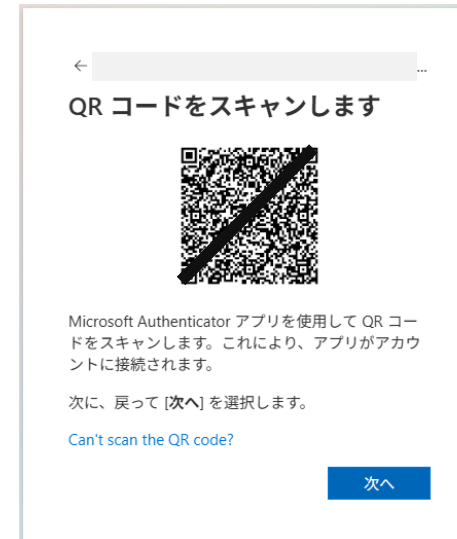 ...
QR コードをスキャンします
Microsoft Authenticator アプリを使用して QR コー
ドをスキャンします。これにより、アプリがアカウ
ントに接続されます。
次に、戻って [次へ] を選択します。
Can't scan the QR code?
次へ